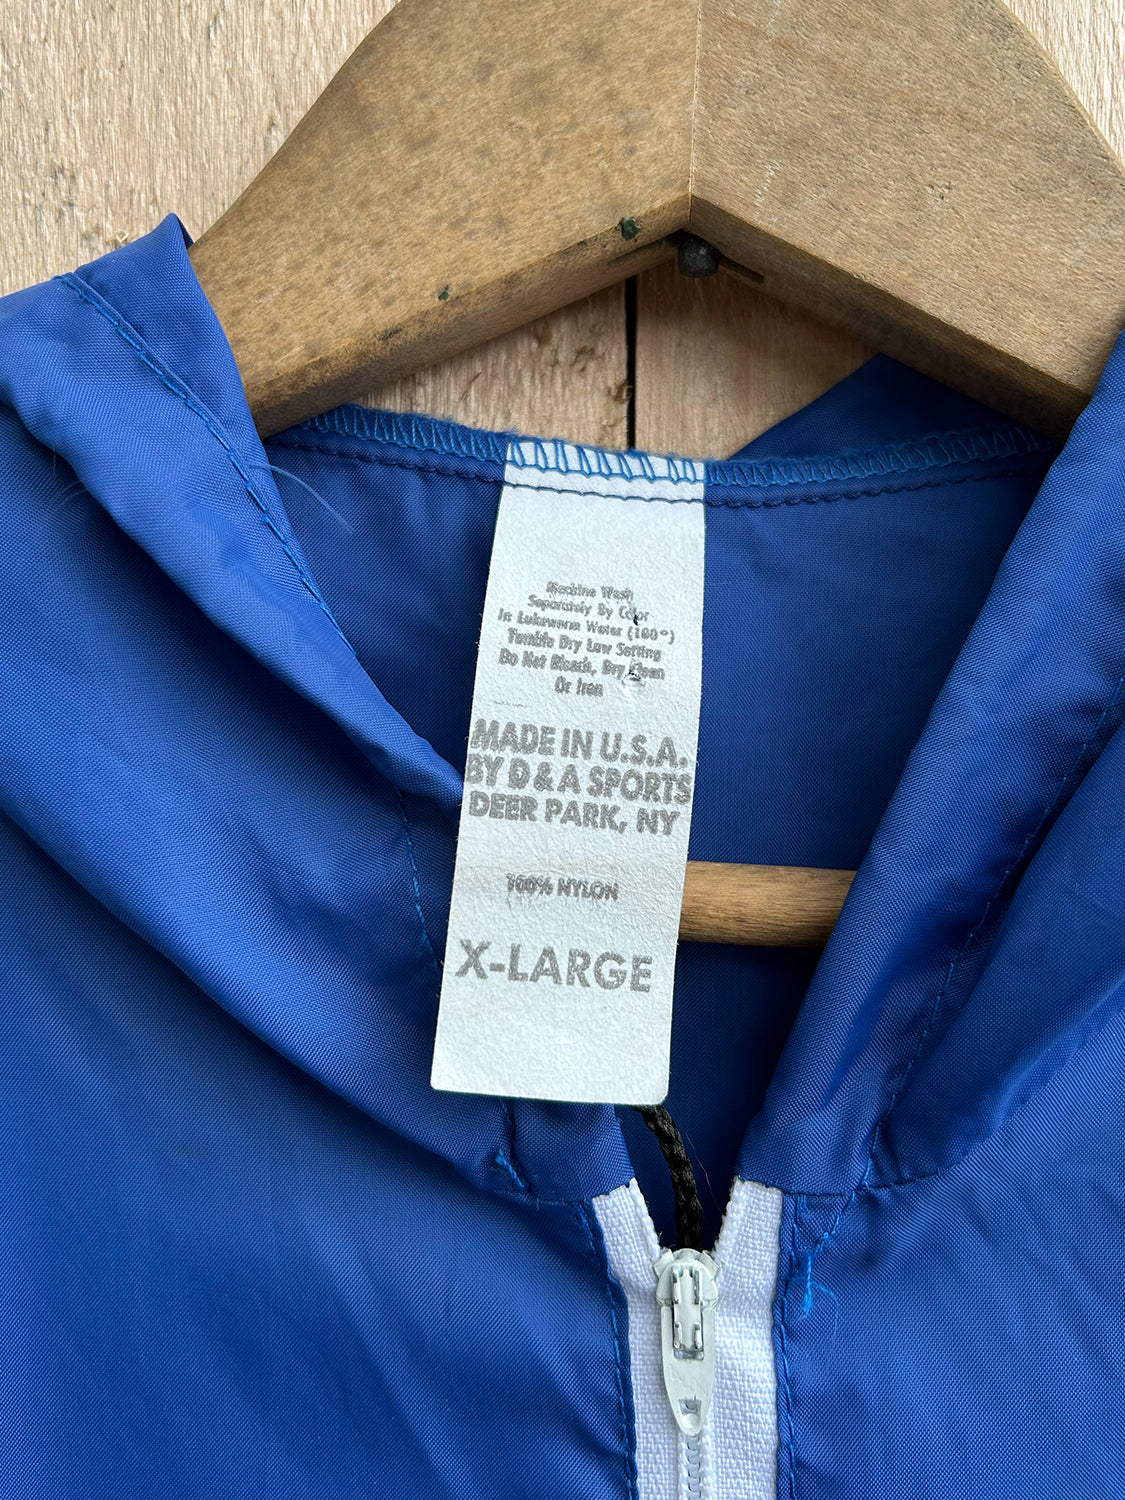 Machine Wash
Separately By Color
In Lukewarm Water (100°)
Tumble Dry Low Setting
Do Not Bleach, Dry Clean
Or Iron
MADE IN U.S.A.
BY D & A SPORTS
DEER PARK, NY
100% NYLON
X-LARGE